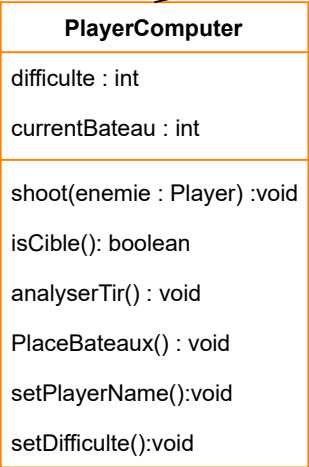 PlayerComputer
difficulte : int
currentBateau : int
shoot(enemie : Player) :void
isCible(): boolean
analyserTir() : void
PlaceBateaux() : void
setPlayerName():void
setDifficulte():void